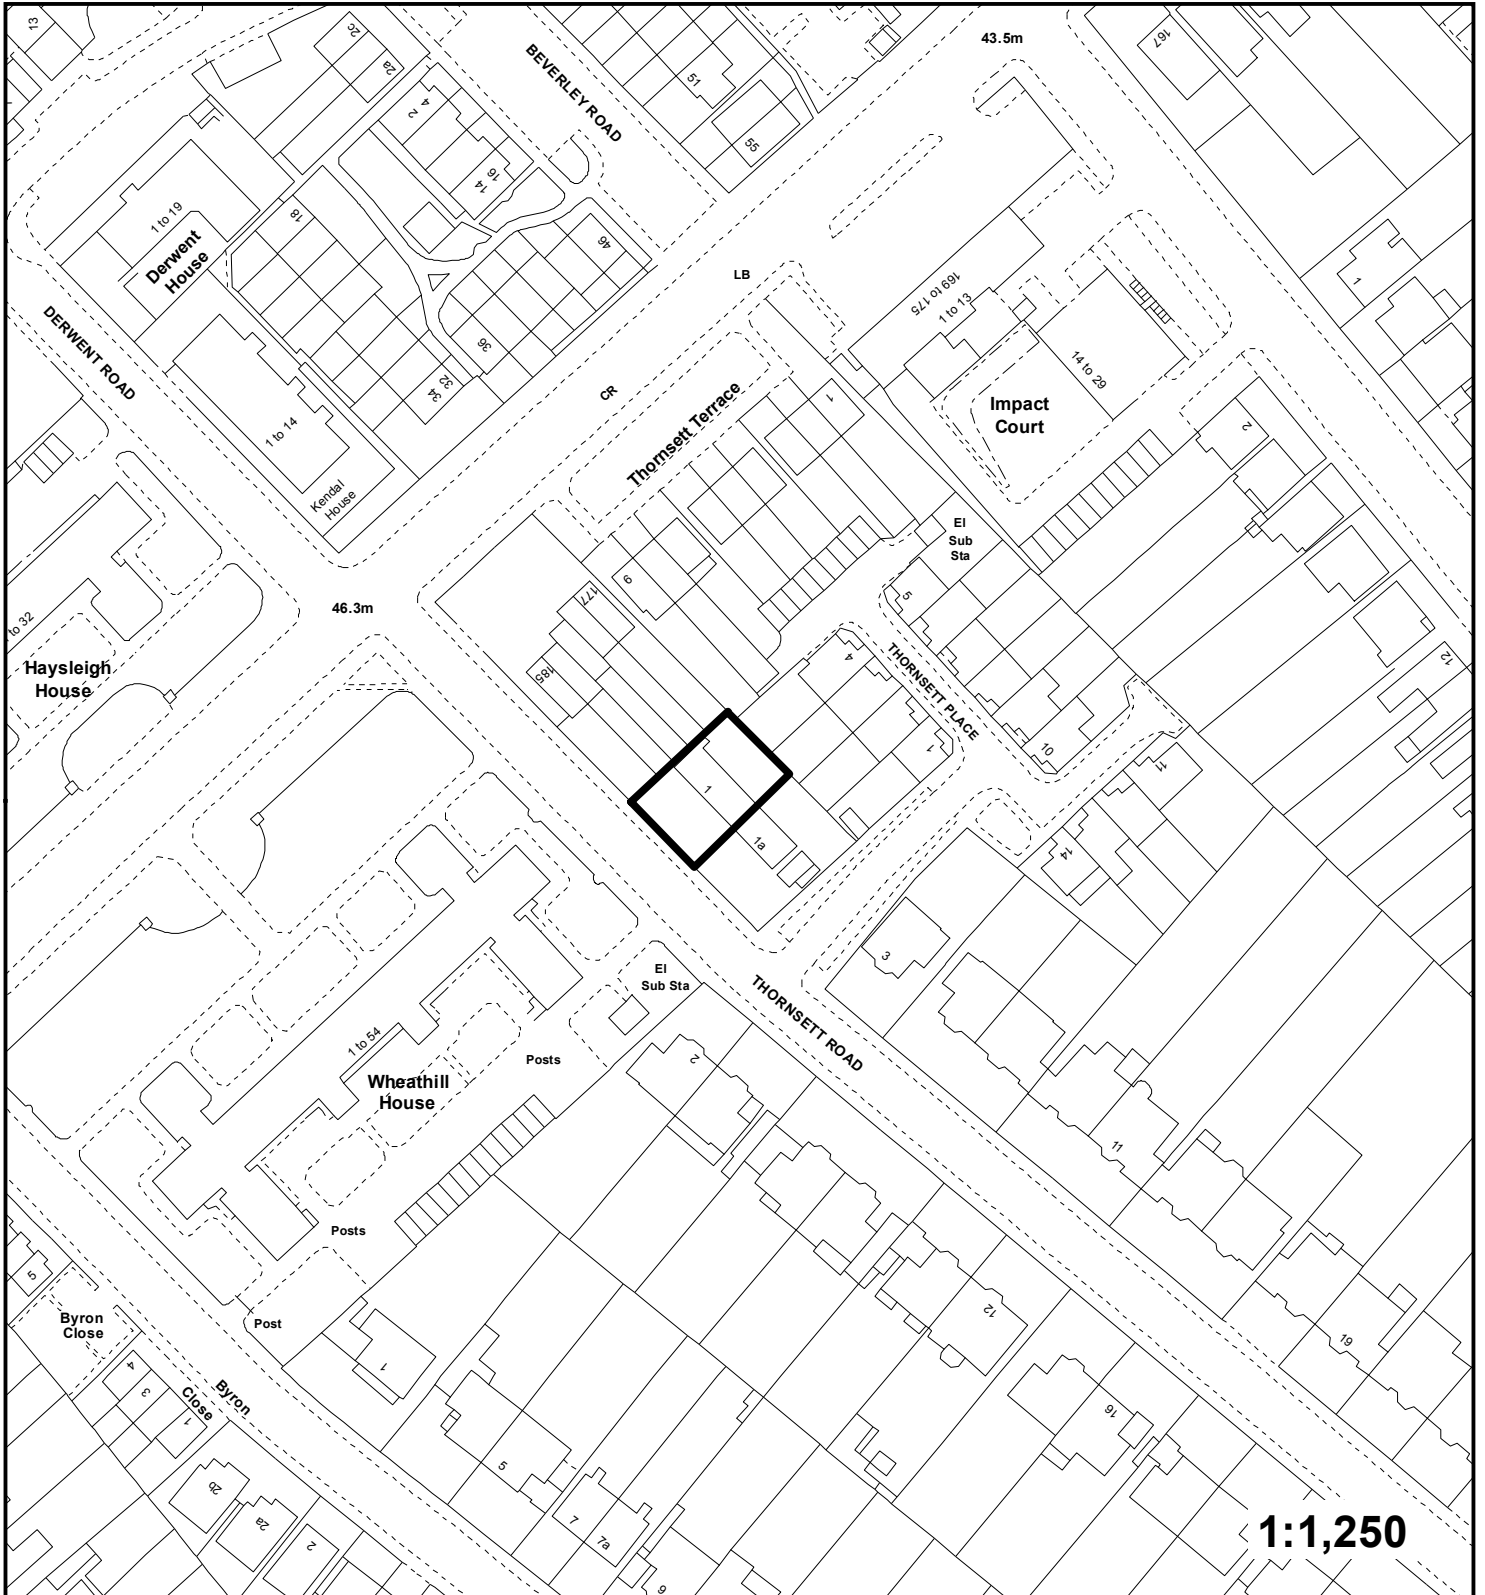 13
2c
2a
BEVERLEY ROAD
51
55
43.5m
167
4
2
16
14
1 to 19
Derwent
House
18
46
LB
169 to 175
1 to 13
1
DERWENT ROAD
36
32
34
CR
14 to 29
Impact
Court
1 to 14
Kendal
House
Thornsett Terrace
1
2
El
Sub
Sta
46.3m
6
177
5
to 32
Haysleigh
House
185
4
THORNSETT PLACE
12
1
10
11
1
1a
14
3
El
Sub Sta
THORNSETT ROAD
1 to 54
Wheathill
House
Posts
2
11
Posts
5
Byron
Close
Post
12
19
1
4
3
1
Byron
Close
16
5
2b
2a
2
7
7a
9
1:1,250